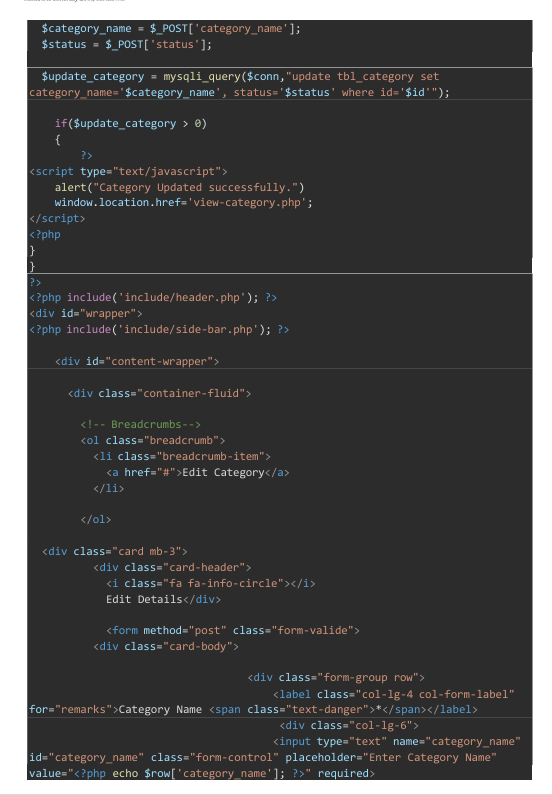 $category_name = $_POST['category_name'];
$status = $_POST['status'];
$update_category = mysqli_query($conn,"update tbl_category set
category_name='$category_name', status='$status' where id='$id'");
if($update_category > 0)
{
?>
<script type="text/javascript">
alert("Category Updated successfully.")
window.location.href='view-category.php';
</script>
<?php
}
}
?>
<?php include('include/header.php'); ?>
<div id="wrapper">
<?php include('include/side-bar.php'); ?>
<div id="content-wrapper">
<div class="container-fluid">
<!-- Breadcrumbs-->
<ol class="breadcrumb">
<li class="breadcrumb-item">
<a href="#">Edit Category</a>
</li>
</ol>
<div class="card mb-3">
<div class="card-header">
<i class="fa fa-info-circle"></i>
Edit Details</div>
<form method="post" class="form-valide">
<div class="card-body">
<div class="form-group row">
<label class="col-lg-4 col-form-label"
for="remarks">Category Name <span class="text-danger">*</span></label>
<div class="col-lg-6">
<input type="text" name="category_name"
id="category_name" class="form-control" placeholder="Enter Category Name"
value="<?php echo $row['category_name']; ?>" required>